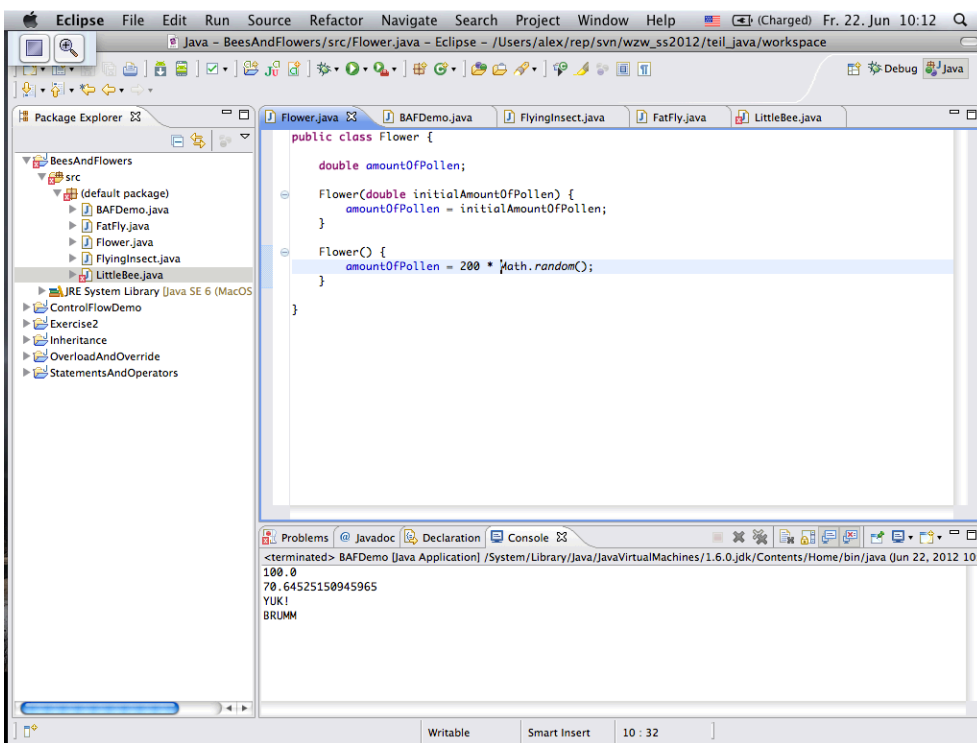 Eclipse File Edit Run Source Refactor Navigate Search Project Window Help (Charged) Fr. 22. Jun 10:12
Java – BeesAndFlowers/src/Flower.java – Eclipse – /Users/alex/rep/svn/wzw_ss2012/teil_java/workspace
Debug Java
Package Explorer
BeesAndFlowers
src
(default package)
BAFDemo.java
FatFly.java
Flower.java
FlyingInsect.java
LittleBee.java
JRE System Library [Java SE 6 (MacOS
ControlFlowDemo
Exercise2
Inheritance
OverloadAndOverride
StatementsAndOperators
Flower.java BAFDemo.java FlyingInsect.java FatFly.java LittleBee.java
public class Flower {
double amountOfPollen;
Flower(double initialAmountOfPollen) {
amountOfPollen = initialAmountOfPollen;
}
Flower() {
amountOfPollen = 200 * Math.random();
}
}
Problems @ Javadoc Declaration Console
<terminated> BAFDemo [Java Application] /System/Library/Java/JavaVirtualMachines/1.6.0.jdk/Contents/Home/bin/java (Jun 22, 2012 10
100.0
70.64525150945965
YUK!
BRUMM
Writable Smart Insert 10 : 32